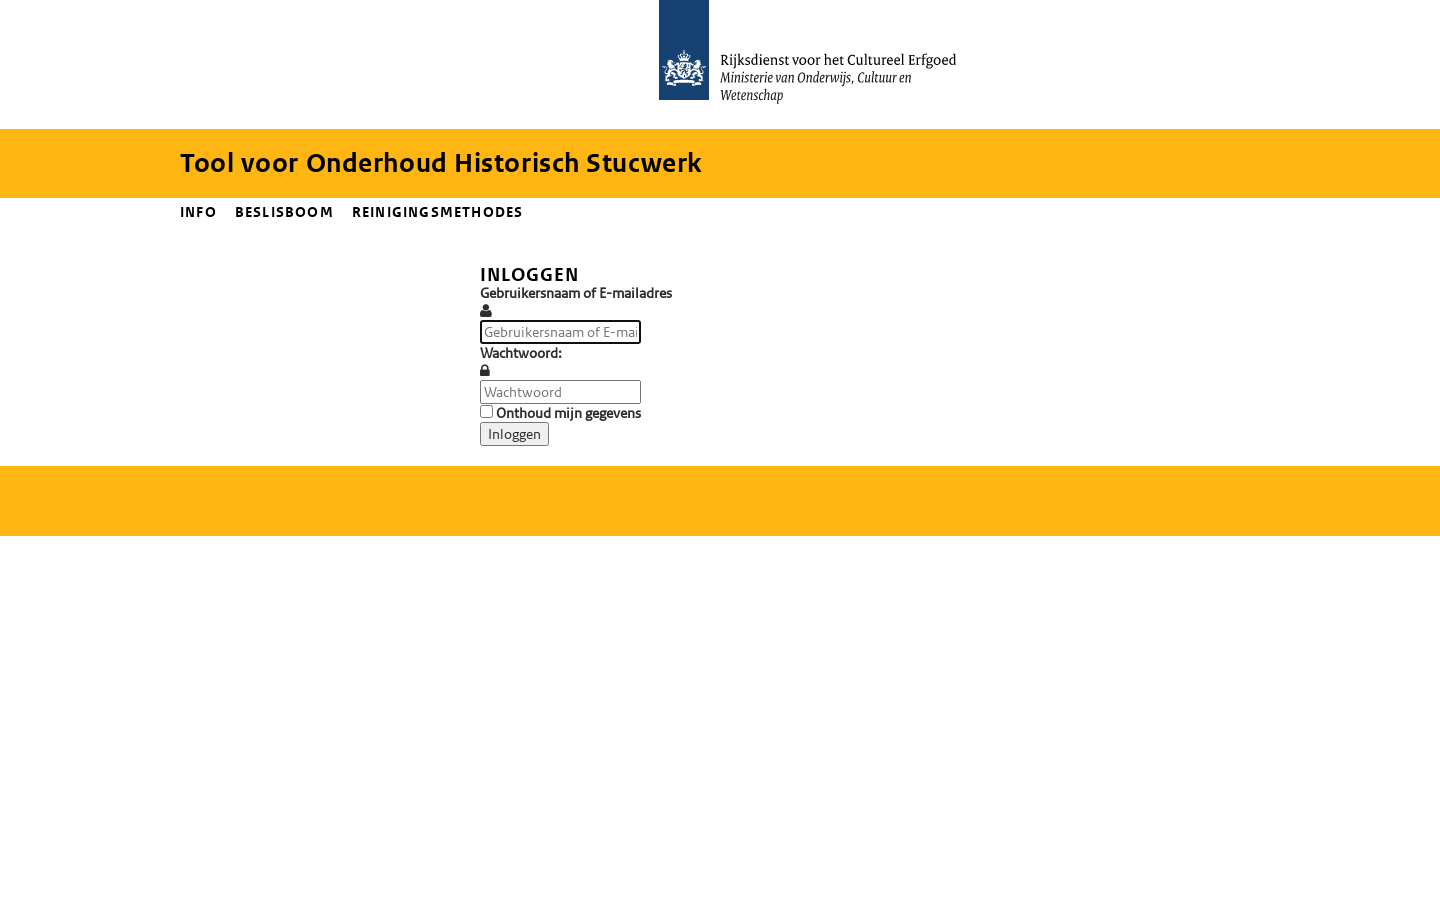 Rijksdienst voor het Cultureel Erfgoed
Ministerie van Onderwijs, Cultuur en
Wetenschap
Tool voor Onderhoud Historisch Stucwerk
INFO BESLISBOOM REINIGINGSMETHODES
INLOGGEN
Gebruikersnaam of E-mailadres
Gebruikersnaam of E-mai
Wachtwoord:
Wachtwoord
Onthoud mijn gegevens
Inloggen